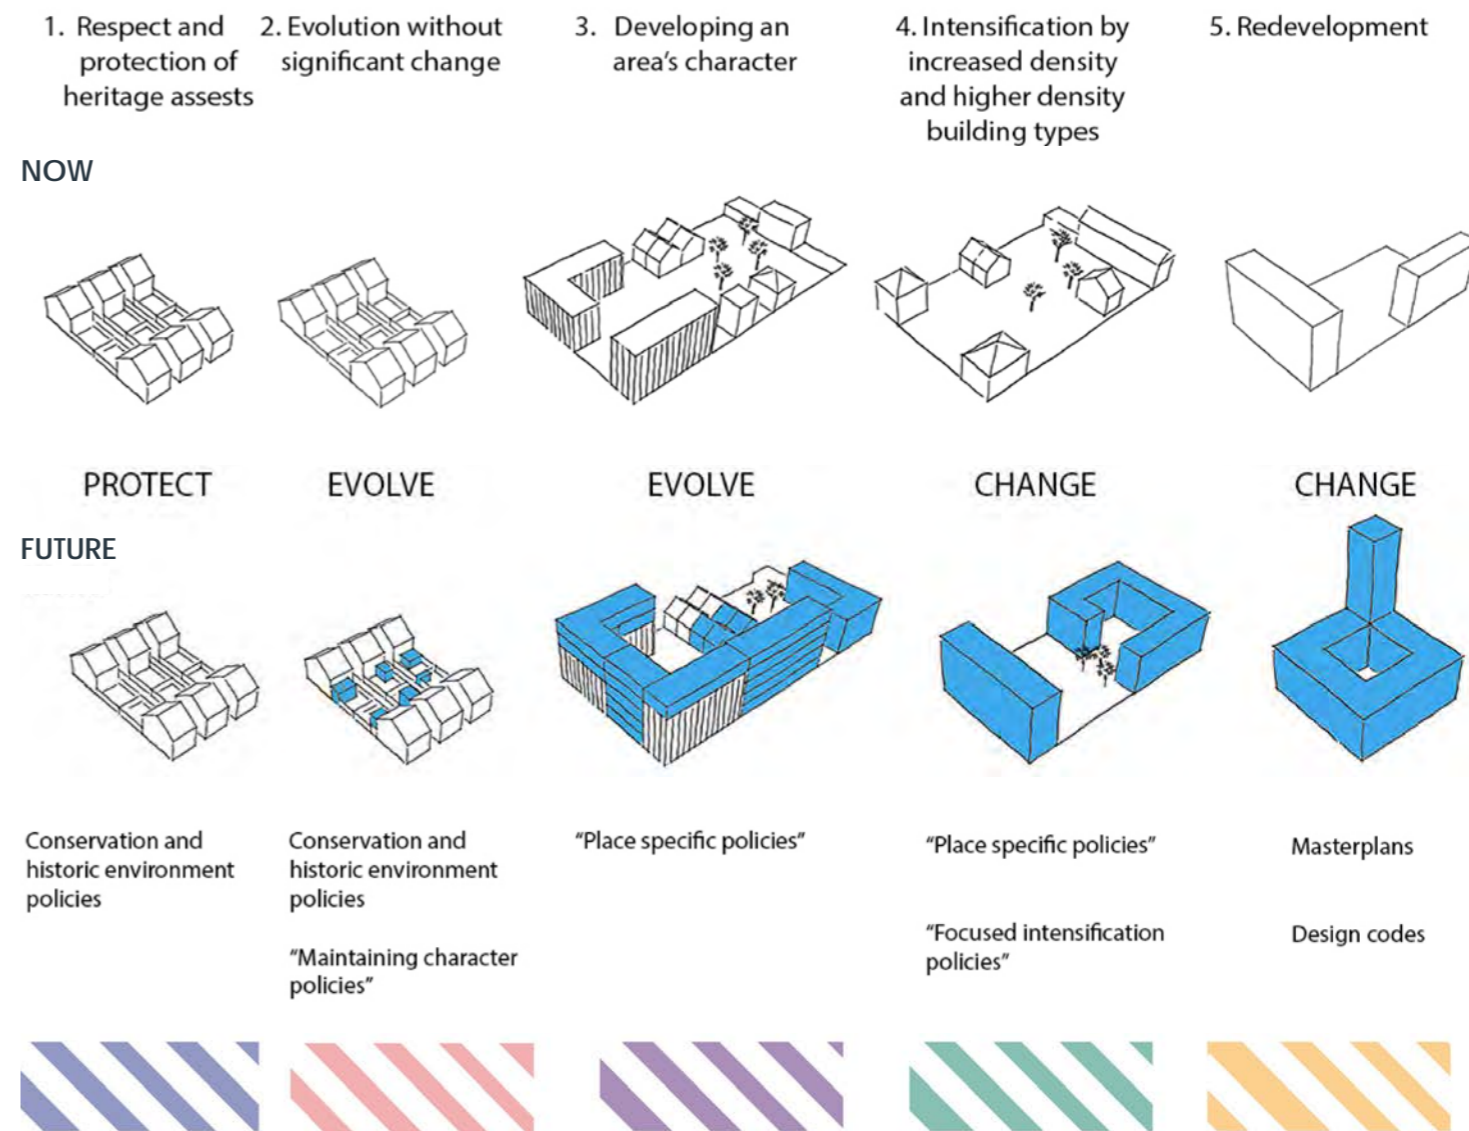 1. Respect and
protection of
heritage assests
2. Evolution without
significant change
3. Developing an
area's character
4. Intensification by
increased density
and higher density
building types
5. Redevelopment
NOW
PROTECT
EVOLVE
EVOLVE
CHANGE
CHANGE
FUTURE
Conservation and
historic environment
policies
Conservation and
historic environment
policies
“Maintaining character
policies”
“Place specific policies”
“Place specific policies”
“Focused intensification
policies”
Masterplans
Design codes